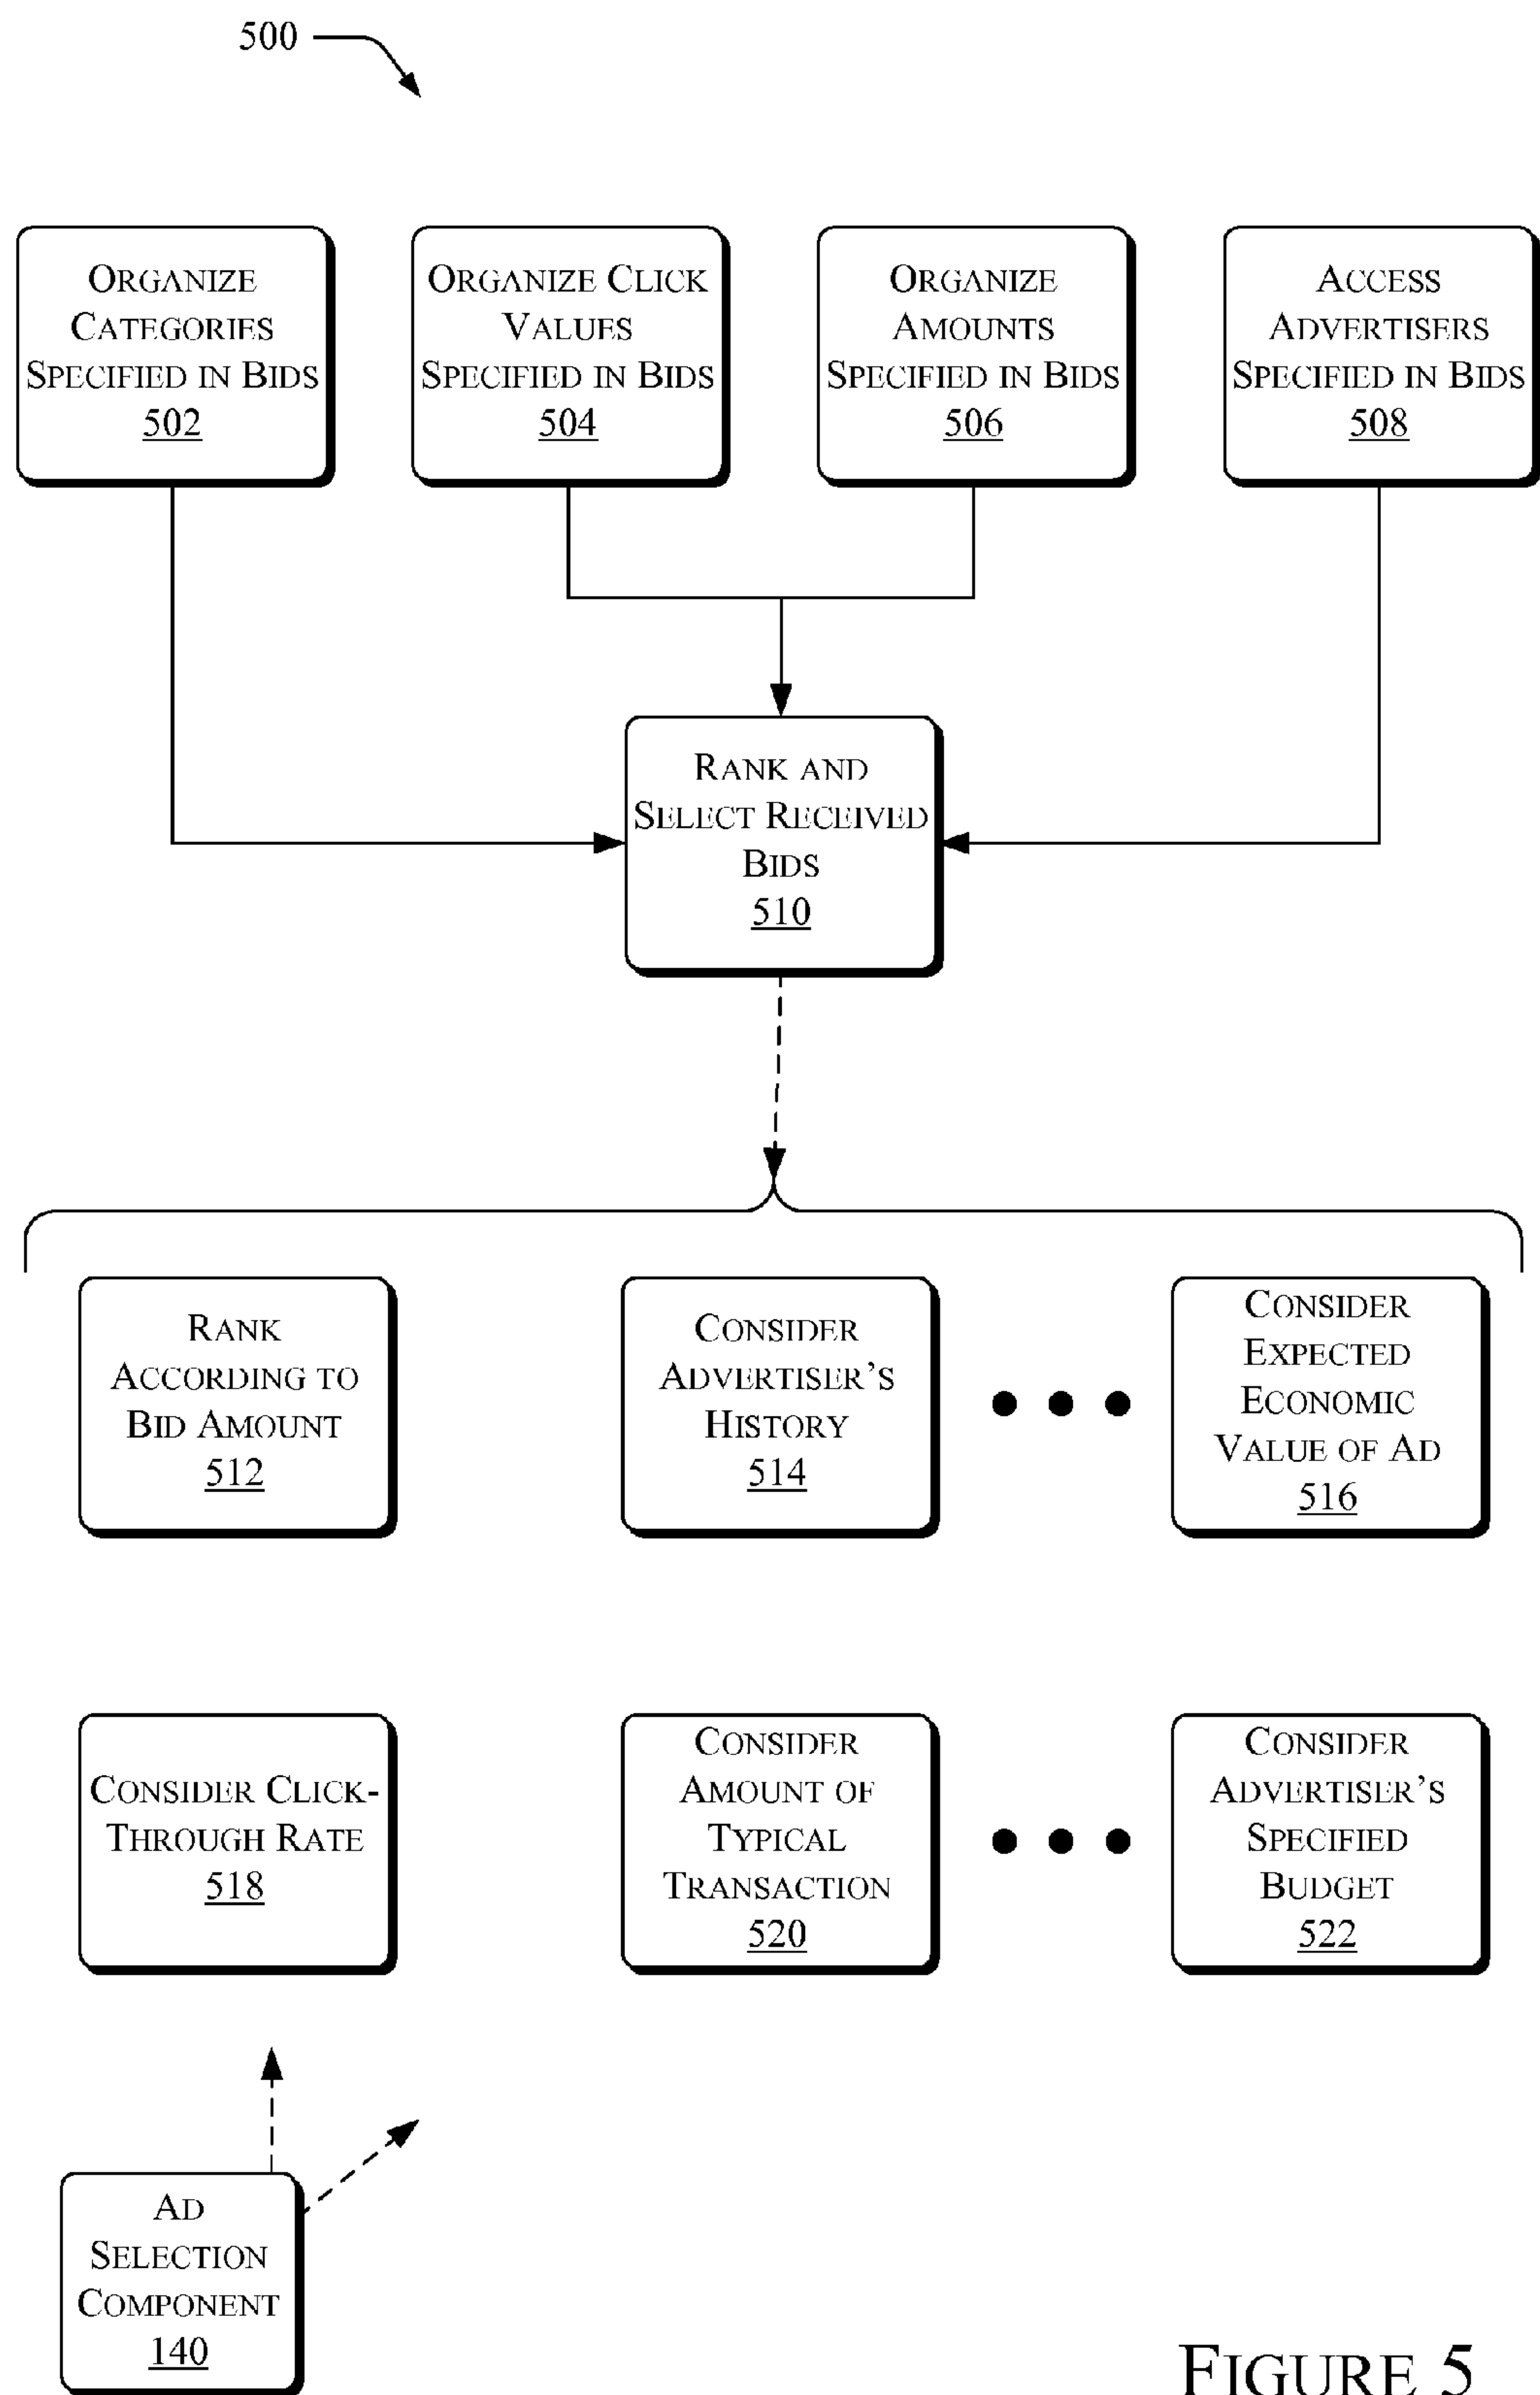 500
ORGANIZE
CATEGORIES
SPECIFIED IN BIDS
502
ORGANIZE CLICK
VALUES
SPECIFIED IN BIDS
504
ORGANIZE
AMOUNTS
SPECIFIED IN BIDS
506
ACCESS
ADVERTISERS
SPECIFIED IN BIDS
508
RANK AND
SELECT RECEIVED
BIDS
510
RANK
ACCORDING TO
BID AMOUNT
512
CONSIDER
ADVERTISER'S
HISTORY
514
CONSIDER
EXPECTED
ECONOMIC
VALUE OF AD
516
CONSIDER CLICK-
THROUGH RATE
518
CONSIDER
AMOUNT OF
TYPICAL
TRANSACTION
520
CONSIDER
ADVERTISER'S
SPECIFIED
BUDGET
522
AD
SELECTION
COMPONENT
140
FIGURE 5